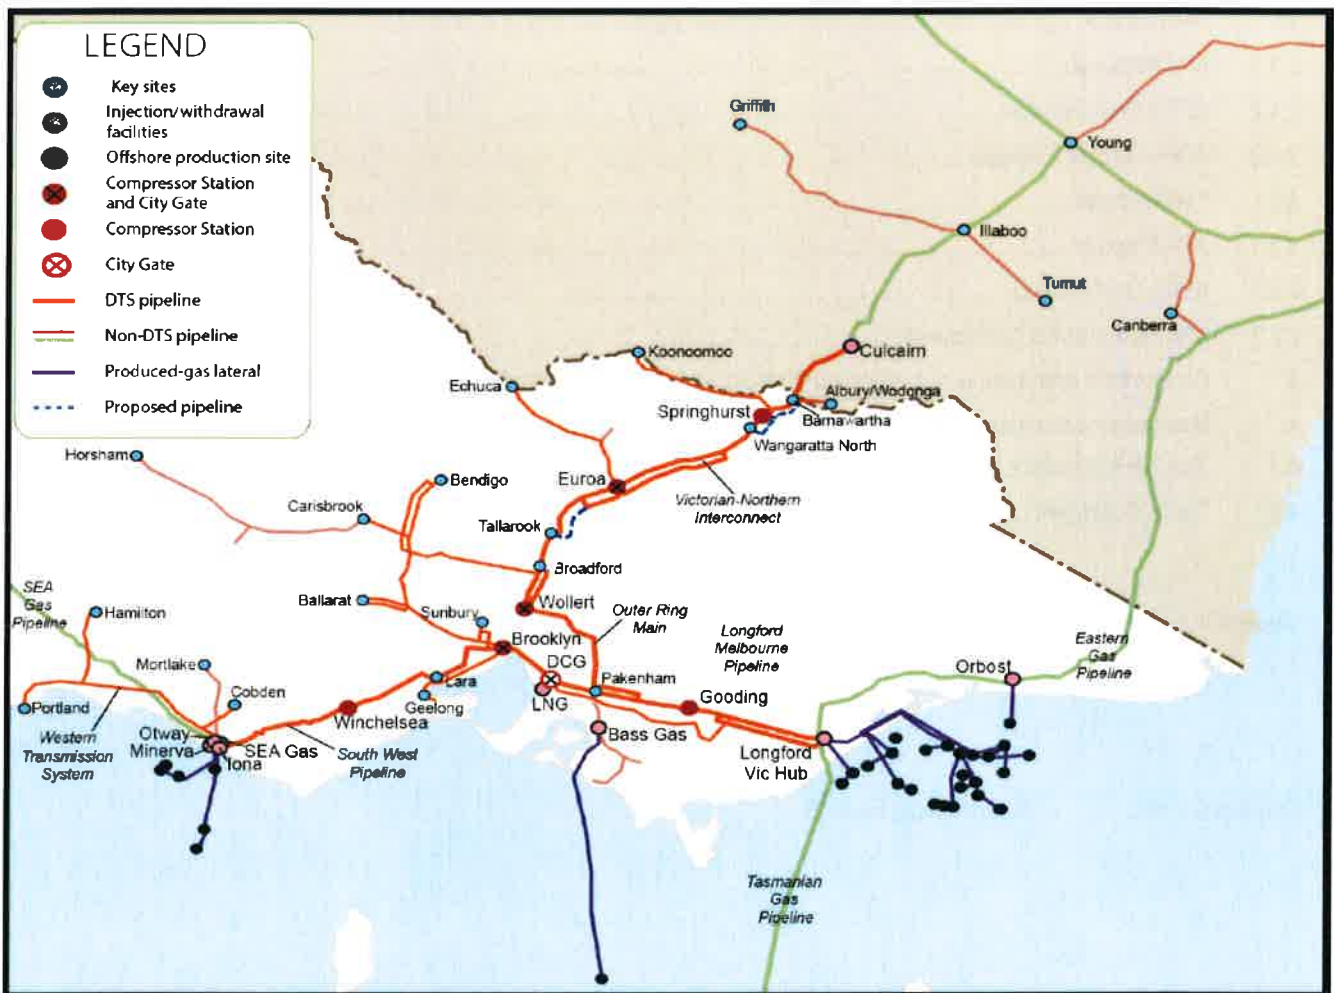 LEGEND
Key sites
Injection/withdrawal
facilities
Offshore production site
Compressor Station
and City Gate
Compressor Station
City Gate
DTS pipeline
Non-DTS pipeline
Produced-gas lateral
Proposed pipeline
Griffith
Young
Illaboo
Tumut
Canberra
Culcairn
Koonoomoo
Echuca
Albury/Wodonga
Springhurst
Barnawartha
Wangaratta North
Horsham
Bendigo
Euroa
Victorian-Northern
Interconnect
Carisbrook
Tallarook
Broadford
SEA
Gas
Pipeline
Hamilton
Ballarat
Sunbury
Wollert
Outer Ring
Main
Longford
Melbourne
Pipeline
Brooklyn
Eastern
Gas
Pipeline
Mortlake
DCG
Orbost
Lara
Pakenham
Cobden
Geelong
LNG
Gooding
Portland
Winchelsea
Western
Transmission
System
Otway
Minerva
SEA Gas
Iona
South West
Pipeline
Bass Gas
Longford
Vic Hub
Tasmanian
Gas
Pipeline